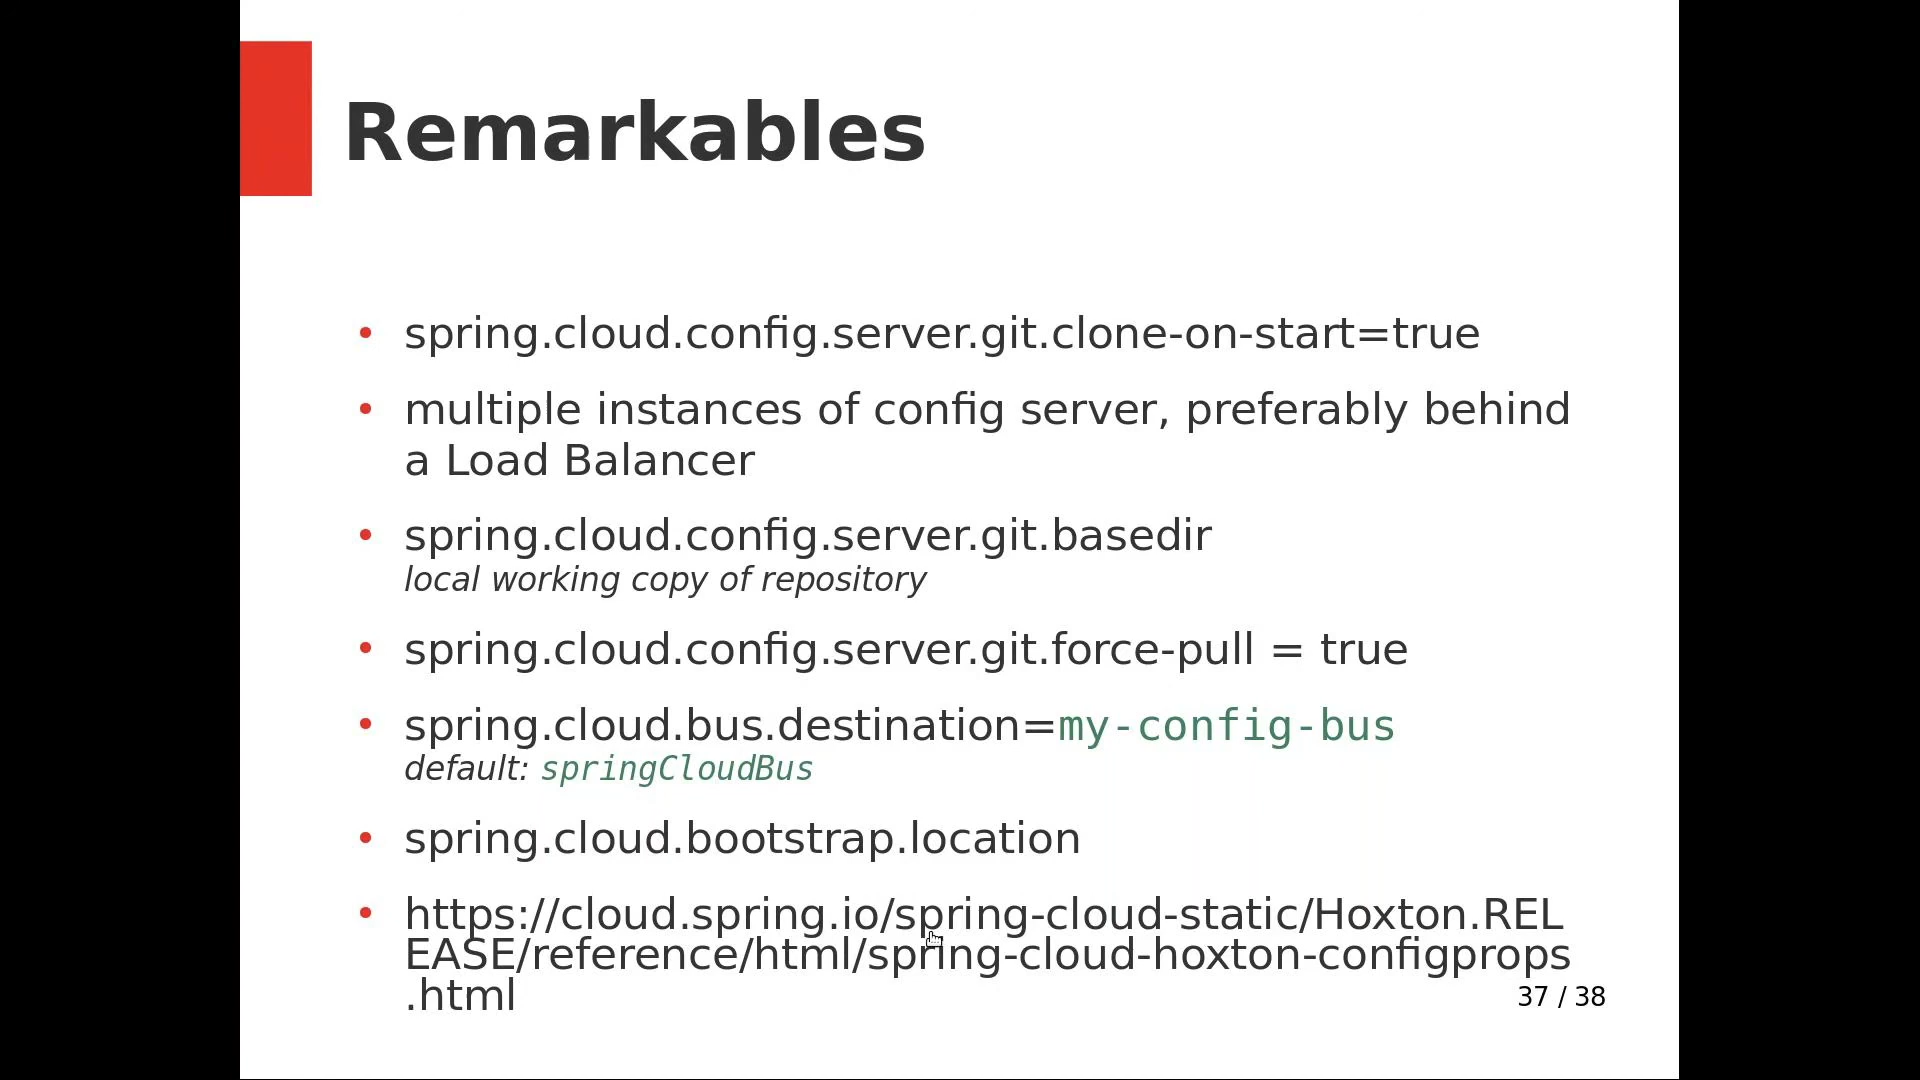 Remarkables
spring.cloud.config.server.git.clone-on-start=true
multiple instances of config server, preferably behind
a Load Balancer
spring.cloud.config.server.git.basedir
local working copy of repository
spring.cloud.config.server.git.force-pull = true
spring.cloud.bus.destination=my-config-bus
default: springCloudBus
spring.cloud.bootstrap.location
https://cloud.spring.io/spring-cloud-static/Hoxton.REL
EASE/reference/html/spring-cloud-hoxton-configprops
.html
37 / 38